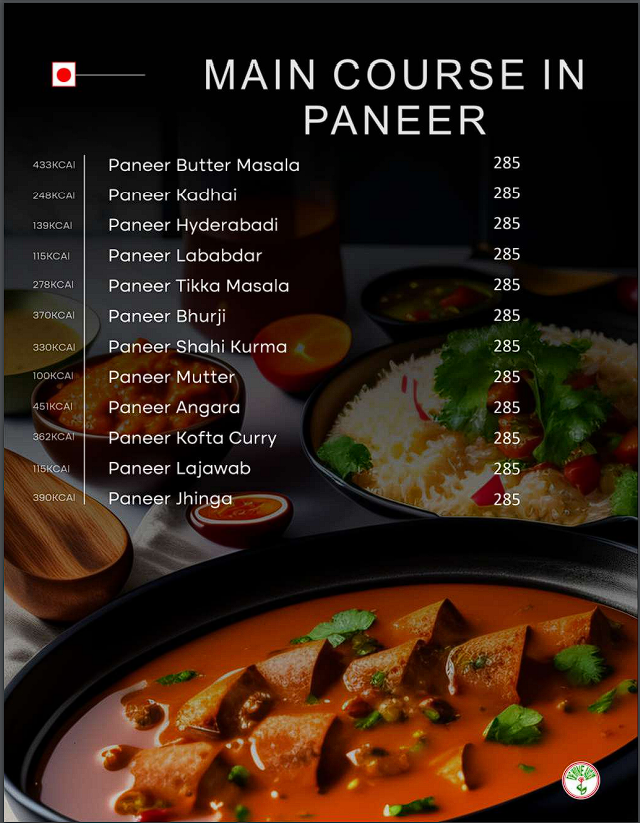 MAIN COURSE IN
PANEER
433KCAl Paneer Butter Masala 285
248KCAl Paneer Kadhai 285
139KCAl Paneer Hyderabadi 285
115KCAl Paneer Lababdar 285
278KCAl Paneer Tikka Masala 285
370KCAl Paneer Bhurji 285
330KCAl Paneer Shahi Kurma 285
100KCAl Paneer Mutter 285
451KCAl Paneer Angara 285
362KCAl Paneer Kofta Curry 285
115KCAl Paneer Lajawab 285
390KCAl Paneer Jhinga 285